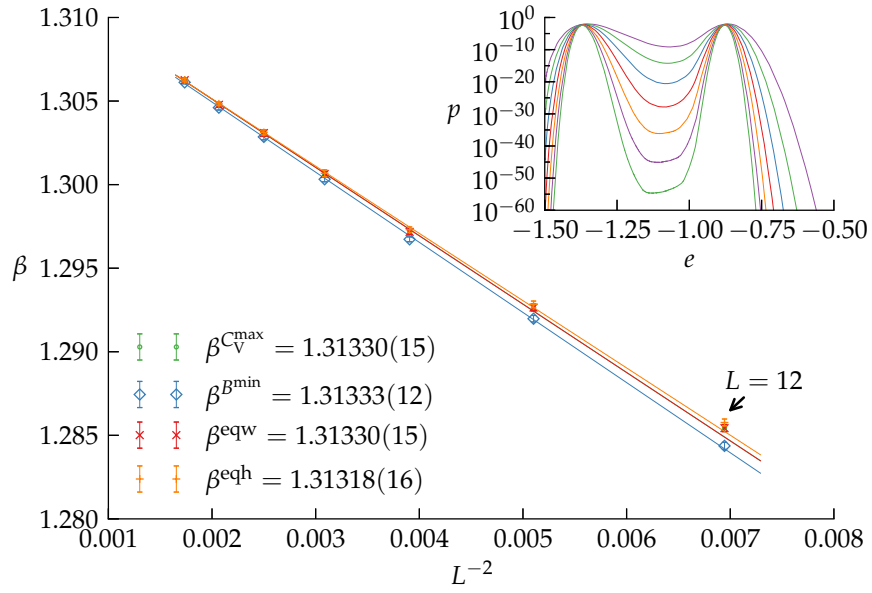 1.310
1.305
1.300
1.295
1.290
1.285
1.280
β
0.001 0.002 0.003 0.004 0.005 0.006 0.007 0.008
L⁻²
β^{C_V^max} = 1.31330(15)
β^{B^min} = 1.31333(12)
β^{eqw} = 1.31330(15)
β^{eqh} = 1.31318(16)
L = 12
10⁰
10⁻¹⁰
10⁻²⁰
10⁻³⁰
10⁻⁴⁰
10⁻⁵⁰
10⁻⁶⁰
p
−1.50 −1.25 −1.00 −0.75 −0.50
e